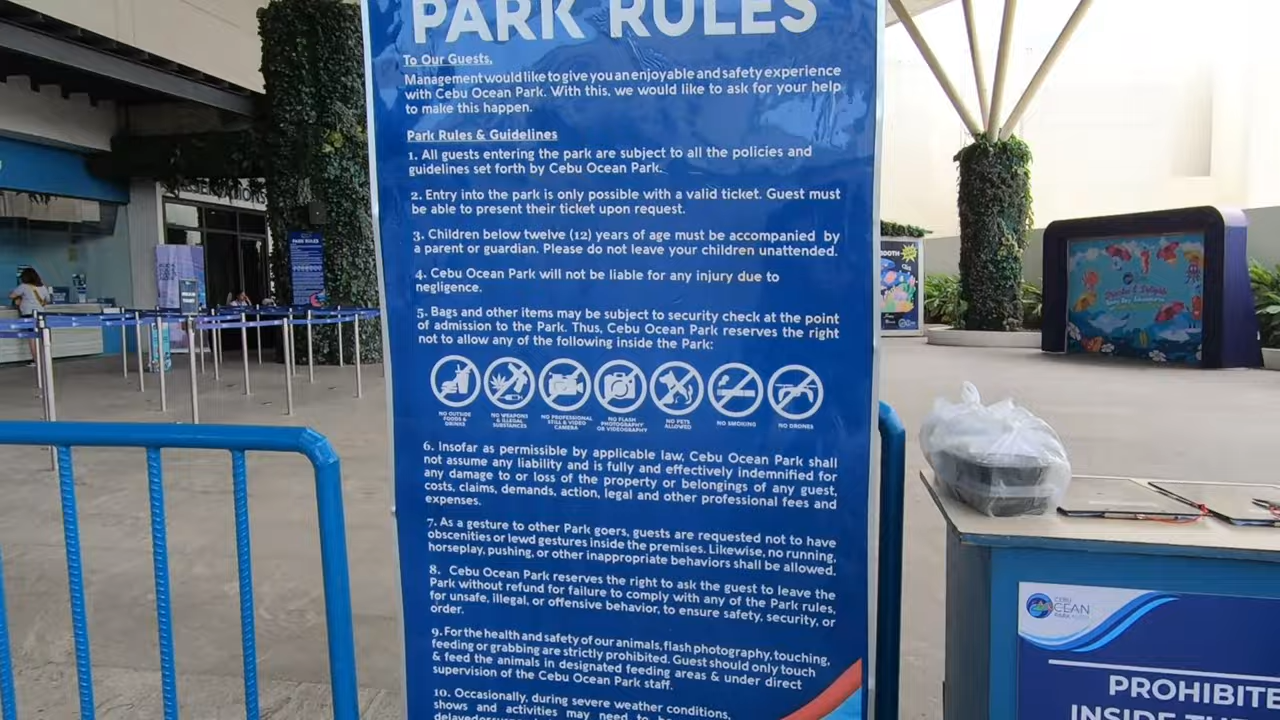 PARK RULES
To Our Guests,
Management would like to give you an enjoyable and safety experience
with Cebu Ocean Park. With this, we would like to ask for your help
to make this happen.
Park Rules & Guidelines
1. All guests entering the park are subject to all the policies and
guidelines set forth by Cebu Ocean Park.
2. Entry into the park is only possible with a valid ticket. Guest must
be able to present their ticket upon request.
3. Children below twelve (12) years of age must be accompanied by
a parent or guardian. Please do not leave your children unattended.
4. Cebu Ocean Park will not be liable for any injury due to
negligence.
5. Bags and other items may be subject to security check at the point
of admission to the Park. Thus, Cebu Ocean Park reserves the right
not to allow any of the following inside the Park:
NO OUTSIDE
FOODS &
DRINKS
NO WEAPONS
& ILLEGAL
SUBSTANCES
NO PROFESSIONAL
STILL & VIDEO
CAMERA
NO FLASH
PHOTOGRAPHY
OR VIDEOGRAPHY
NO PETS
ALLOWED
NO SMOKING
NO DRONES
6. Insofar as permissible by applicable law, Cebu Ocean Park shall
not assume any liability and is fully and effectively indemnified for
any damage to or loss of the property or belongings of any guest,
costs, claims, demands, action, legal and other professional fees and
expenses.
7. As a gesture to other Park goers, guests are requested not to have
obscenities or lewd gestures inside the premises. Likewise, no running,
horseplay, pushing, or other inappropriate behaviors shall be allowed.
8. Cebu Ocean Park reserves the right to ask the guest to leave the
Park without refund for failure to comply with any of the Park rules,
for unsafe, illegal, or offensive behavior, to ensure safety, security, or
order.
9. For the health and safety of our animals, flash photography, touching,
feeding or grabbing are strictly prohibited. Guest should only touch
& feed the animals in designated feeding areas & under direct
supervision of the Cebu Ocean Park staff.
10. Occasionally, during severe weather conditions,
shows and activities may need to
PARK RULES
CEBU
OCEAN
PARK
PROHIBITE
INSIDE